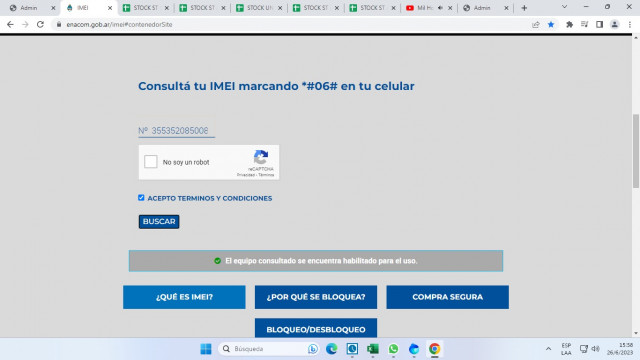 Admin
IMEI
STOCK ST
STOCK ST
STOCK UN
STOCK ST
STOCK ST
Mil Ho
Admin
enacom.gob.ar/imei#contenedorSite
Consultá tu IMEI marcando *#06# en tu celular
Nº 355352085008
No soy un robot
reCAPTCHA
Privacidad - Términos
ACEPTO TERMINOS Y CONDICIONES
BUSCAR
El equipo consultado se encuentra habilitado para el uso.
¿QUÉ ES IMEI?
¿POR QUÉ SE BLOQUEA?
COMPRA SEGURA
BLOQUEO/DESBLOQUEO
Búsqueda
ESP
LAA
15:58
26/6/2023